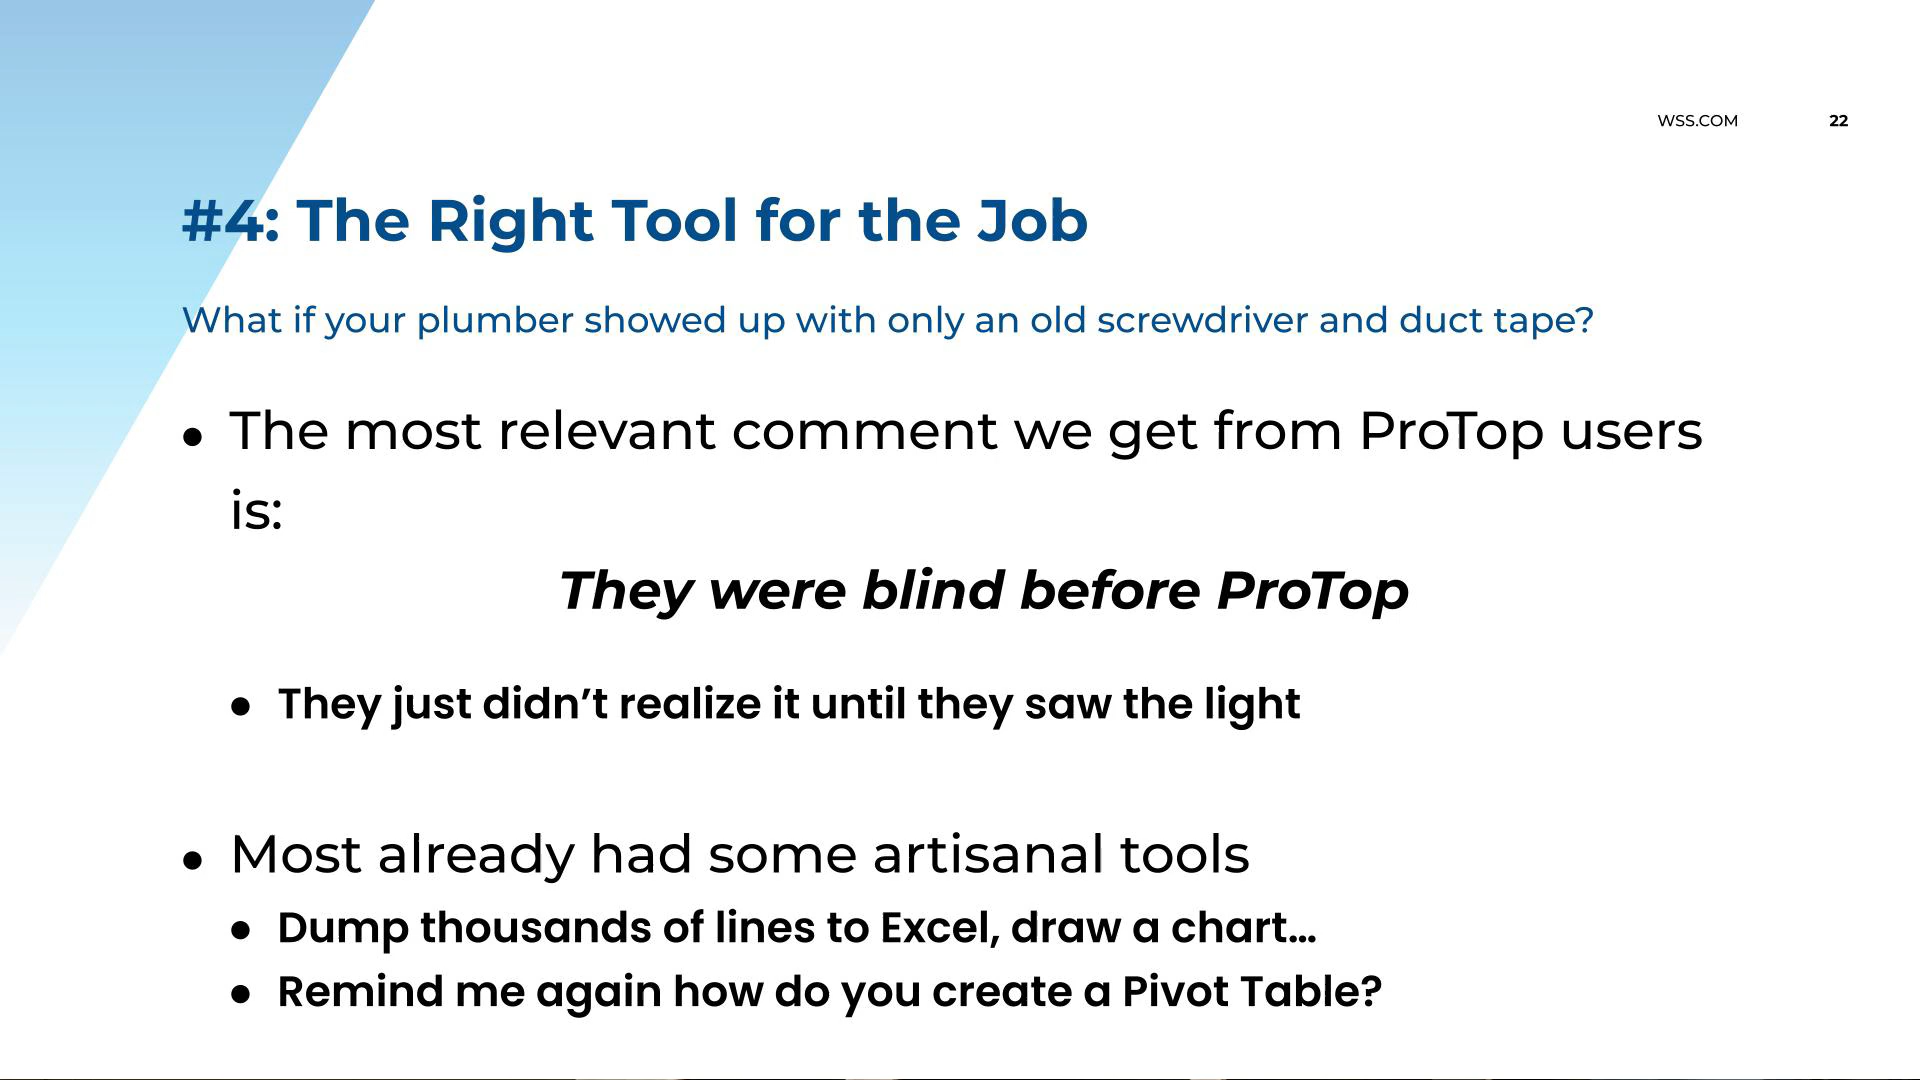 WSS.COM 22
#4: The Right Tool for the Job
What if your plumber showed up with only an old screwdriver and duct tape?
● The most relevant comment we get from ProTop users
is:
They were blind before ProTop
● They just didn’t realize it until they saw the light
● Most already had some artisanal tools
● Dump thousands of lines to Excel, draw a chart…
● Remind me again how do you create a Pivot Table?